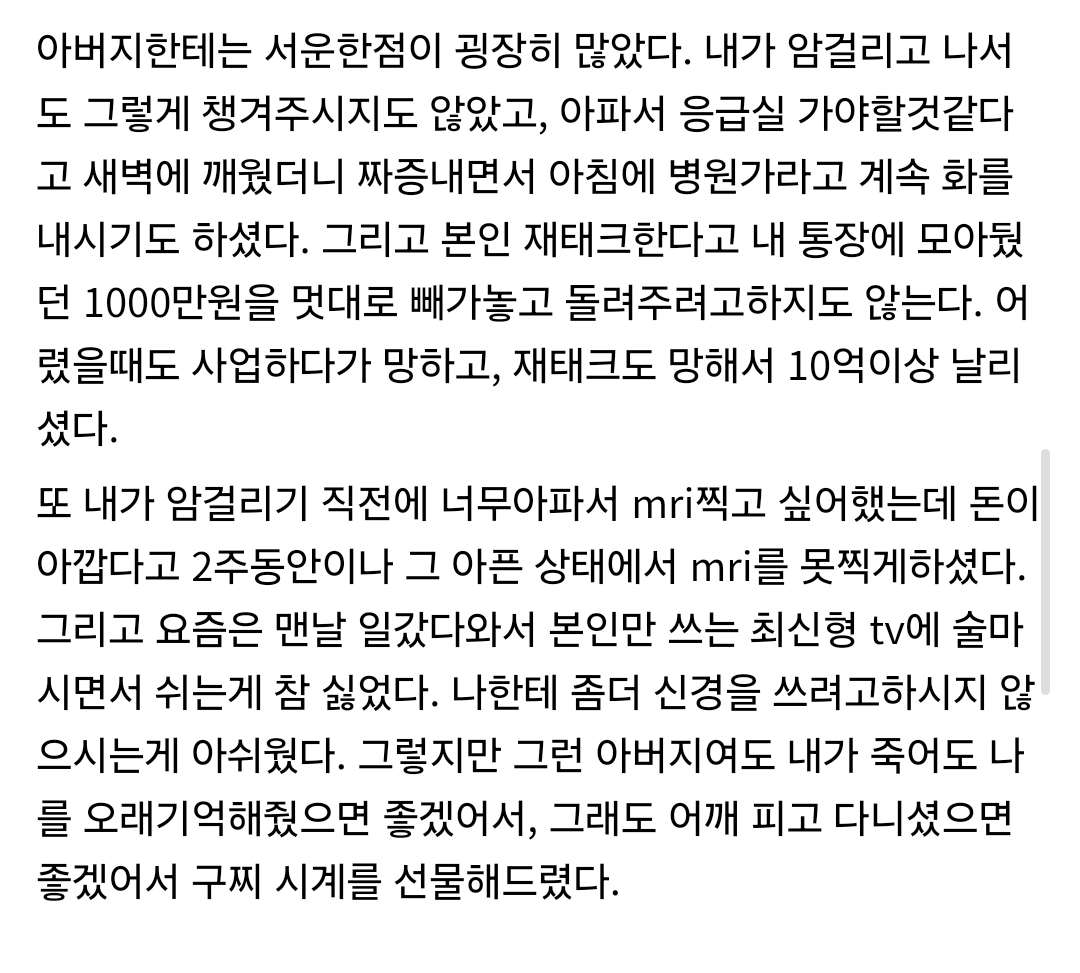 아버지한테는 서운한점이 굉장히 많았다. 내가 암걸리고 나서
도 그렇게 챙겨주시지도 않았고, 아파서 응급실 가야할것같다
고 새벽에 깨웠더니 짜증내면서 아침에 병원가라고 계속 화를
내시기도 하셨다. 그리고 본인 재태크한다고 내 통장에 모아뒀
던 1000만원을 멋대로 빼가놓고 돌려주려고하지도 않는다. 어
렸을때도 사업하다가 망하고, 재태크도 망해서 10억이상 날리
셨다.
또 내가 암걸리기 직전에 너무아파서 mri찍고 싶어했는데 돈이
아깝다고 2주동안이나 그 아픈 상태에서 mri를 못찍게하셨다.
그리고 요즘은 맨날 일갔다와서 본인만 쓰는 최신형 tv에 술마
시면서 쉬는게 참 싫었다. 나한테 좀더 신경을 쓰려고하시지 않
으시는게 아쉬웠다. 그렇지만 그런 아버지여도 내가 죽어도 나
를 오래기억해줬으면 좋겠어서, 그래도 어깨 피고 다니셨으면
좋겠어서 구찌 시계를 선물해드렸다.